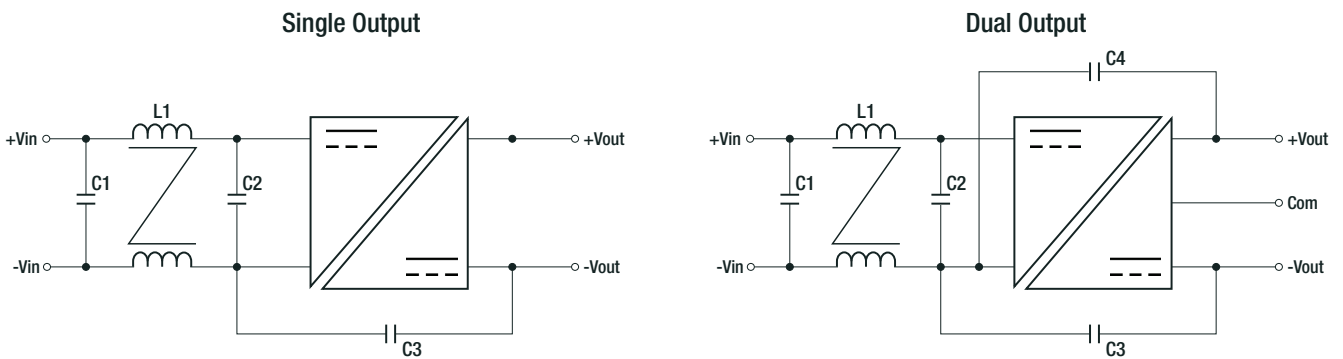 Single Output
L1
+Vin
C1
C2
+Vout
-Vin
-Vout
C3
Dual Output
C4
L1
+Vin
+Vout
C1
C2
Com
-Vin
-Vout
C3